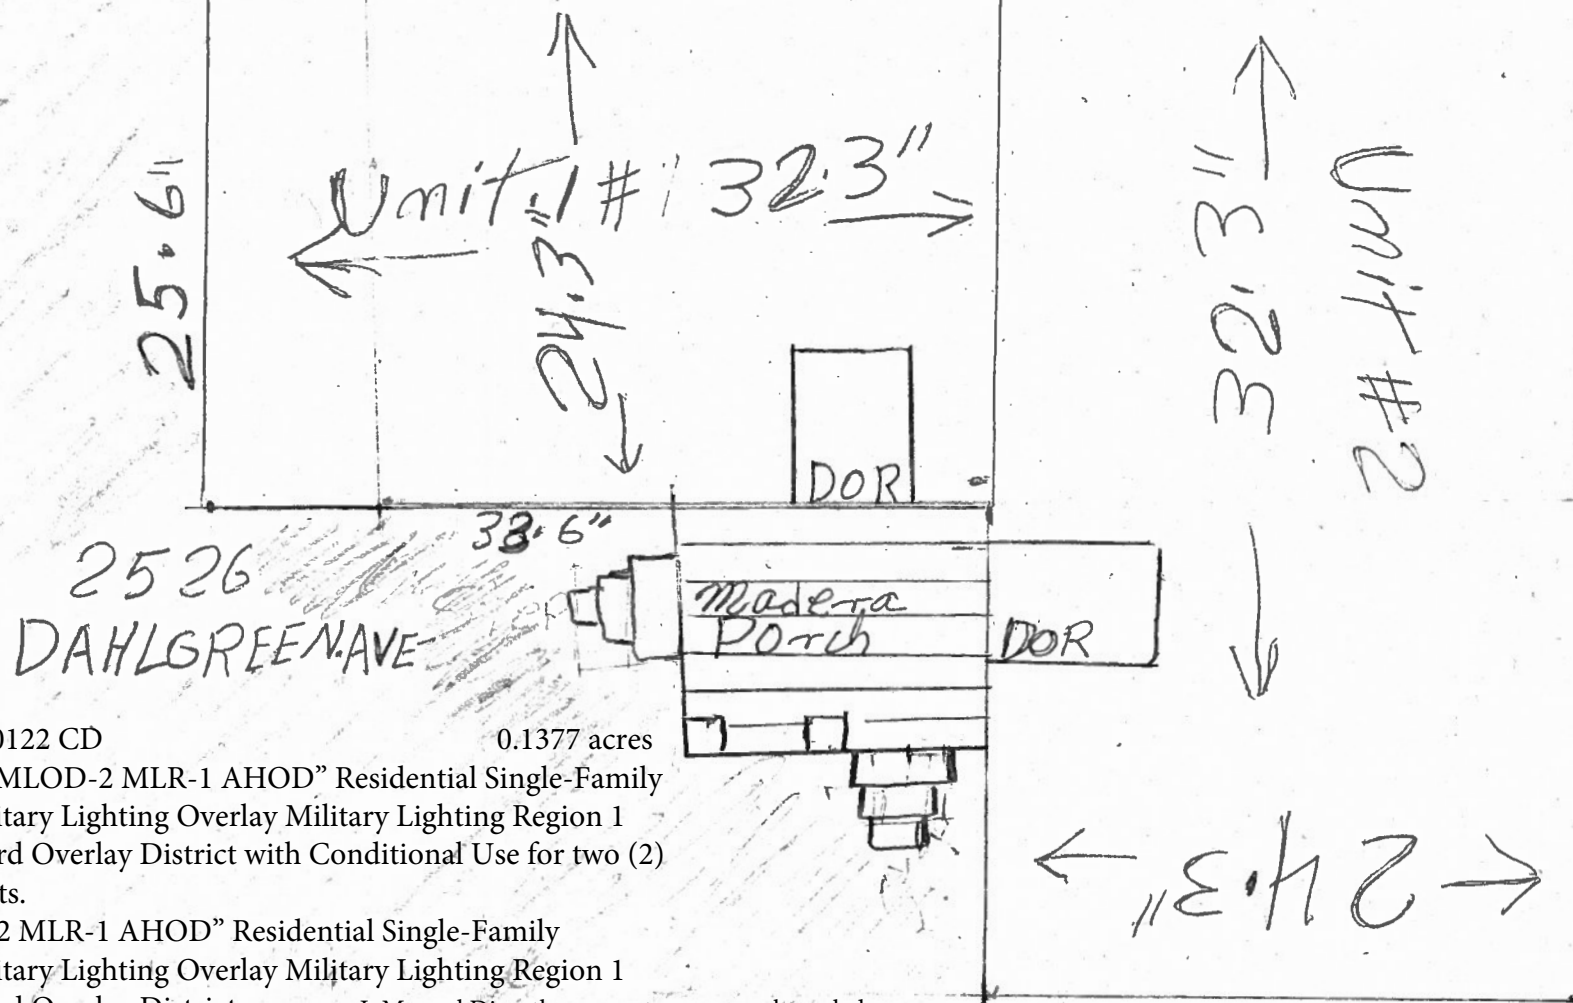 Unit #1 32.3"
24.3"
25.6"
32.3"
Unit #2
DOR
33.6"
2526
DAHLGREEN.AVE
Madera
Porch
DOR
24.3"
0122 CD 0.1377 acres
MLOD-2 MLR-1 AHOD” Residential Single-Family
itary Lighting Overlay Military Lighting Region 1
rd Overlay District with Conditional Use for two (2)
ts.
2 MLR-1 AHOD” Residential Single-Family
itary Lighting Overlay Military Lighting Region 1